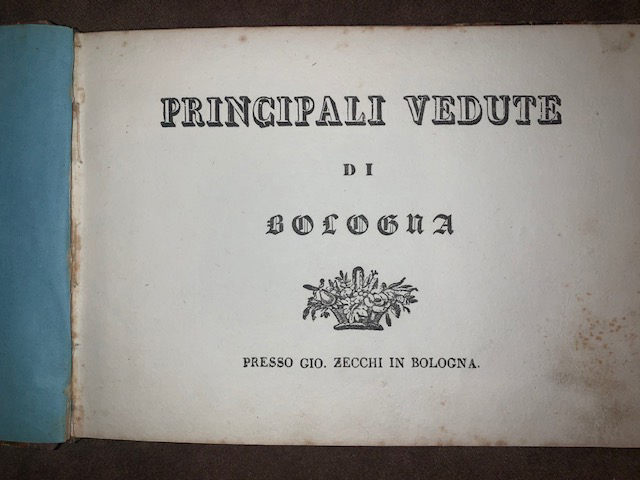 PRINCIPALI VEDUTE
DI
BOLOGNA
PRESSO GIO. ZECCHI IN BOLOGNA.